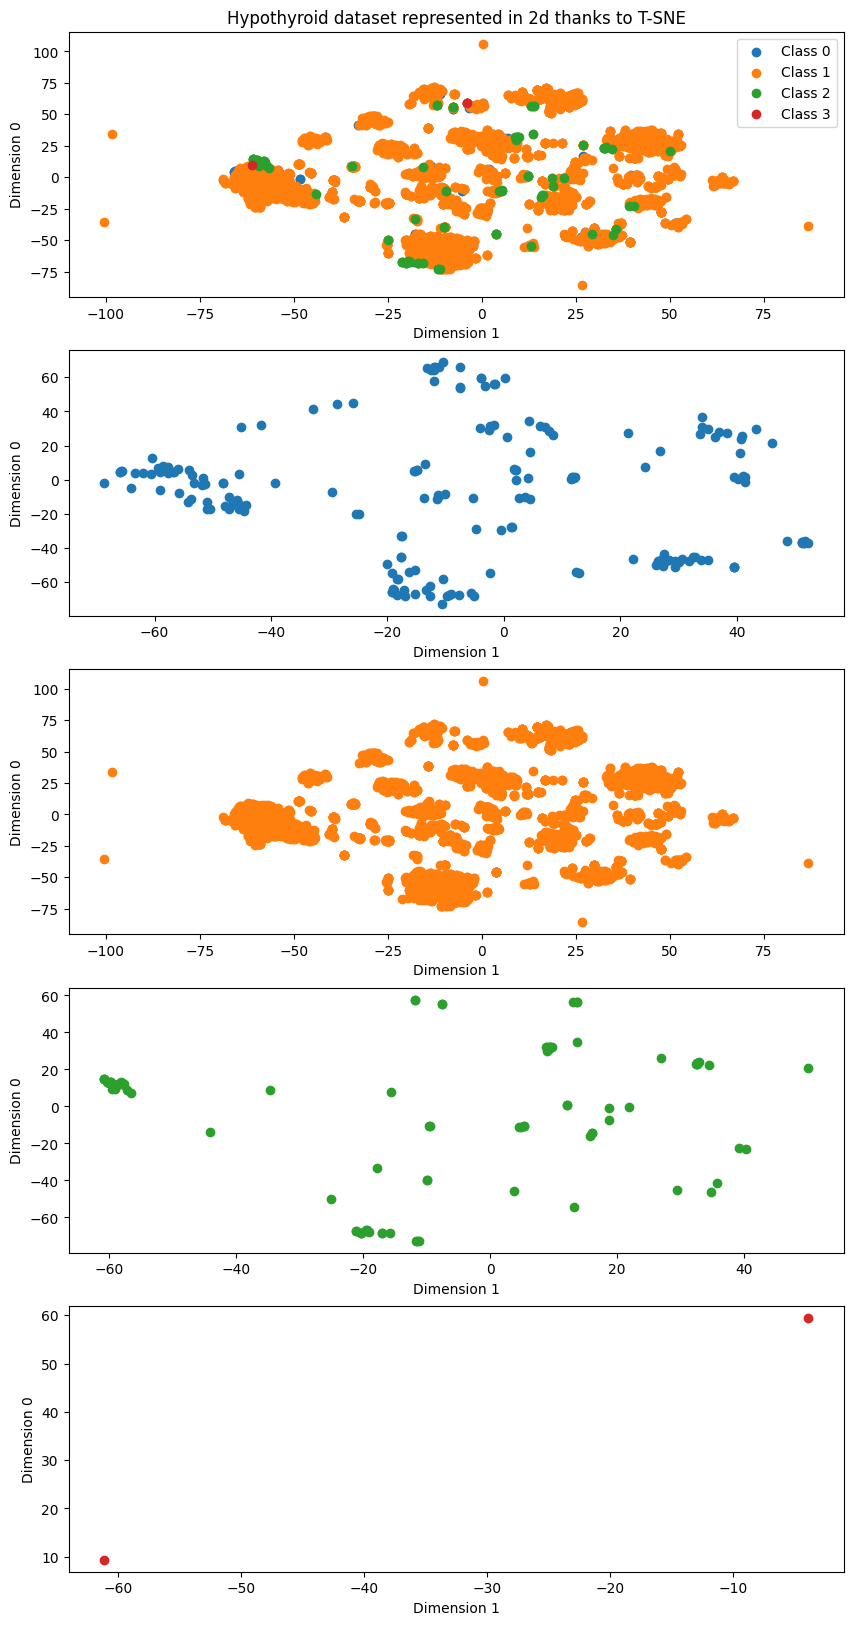 Hypothyroid dataset represented in 2d thanks to T-SNE
Class 0
Class 1
Class 2
Class 3
100
75
50
25
0
−25
−50
−75
Dimension 0
−100 −75 −50 −25 0 25 50 75
Dimension 1
60
40
20
0
−20
−40
−60
Dimension 0
−60 −40 −20 0 20 40
Dimension 1
100
75
50
25
0
−25
−50
−75
Dimension 0
−100 −75 −50 −25 0 25 50 75
Dimension 1
60
40
20
0
−20
−40
−60
Dimension 0
−60 −40 −20 0 20 40
Dimension 1
60
50
40
30
20
10
Dimension 0
−60 −50 −40 −30 −20 −10
Dimension 1